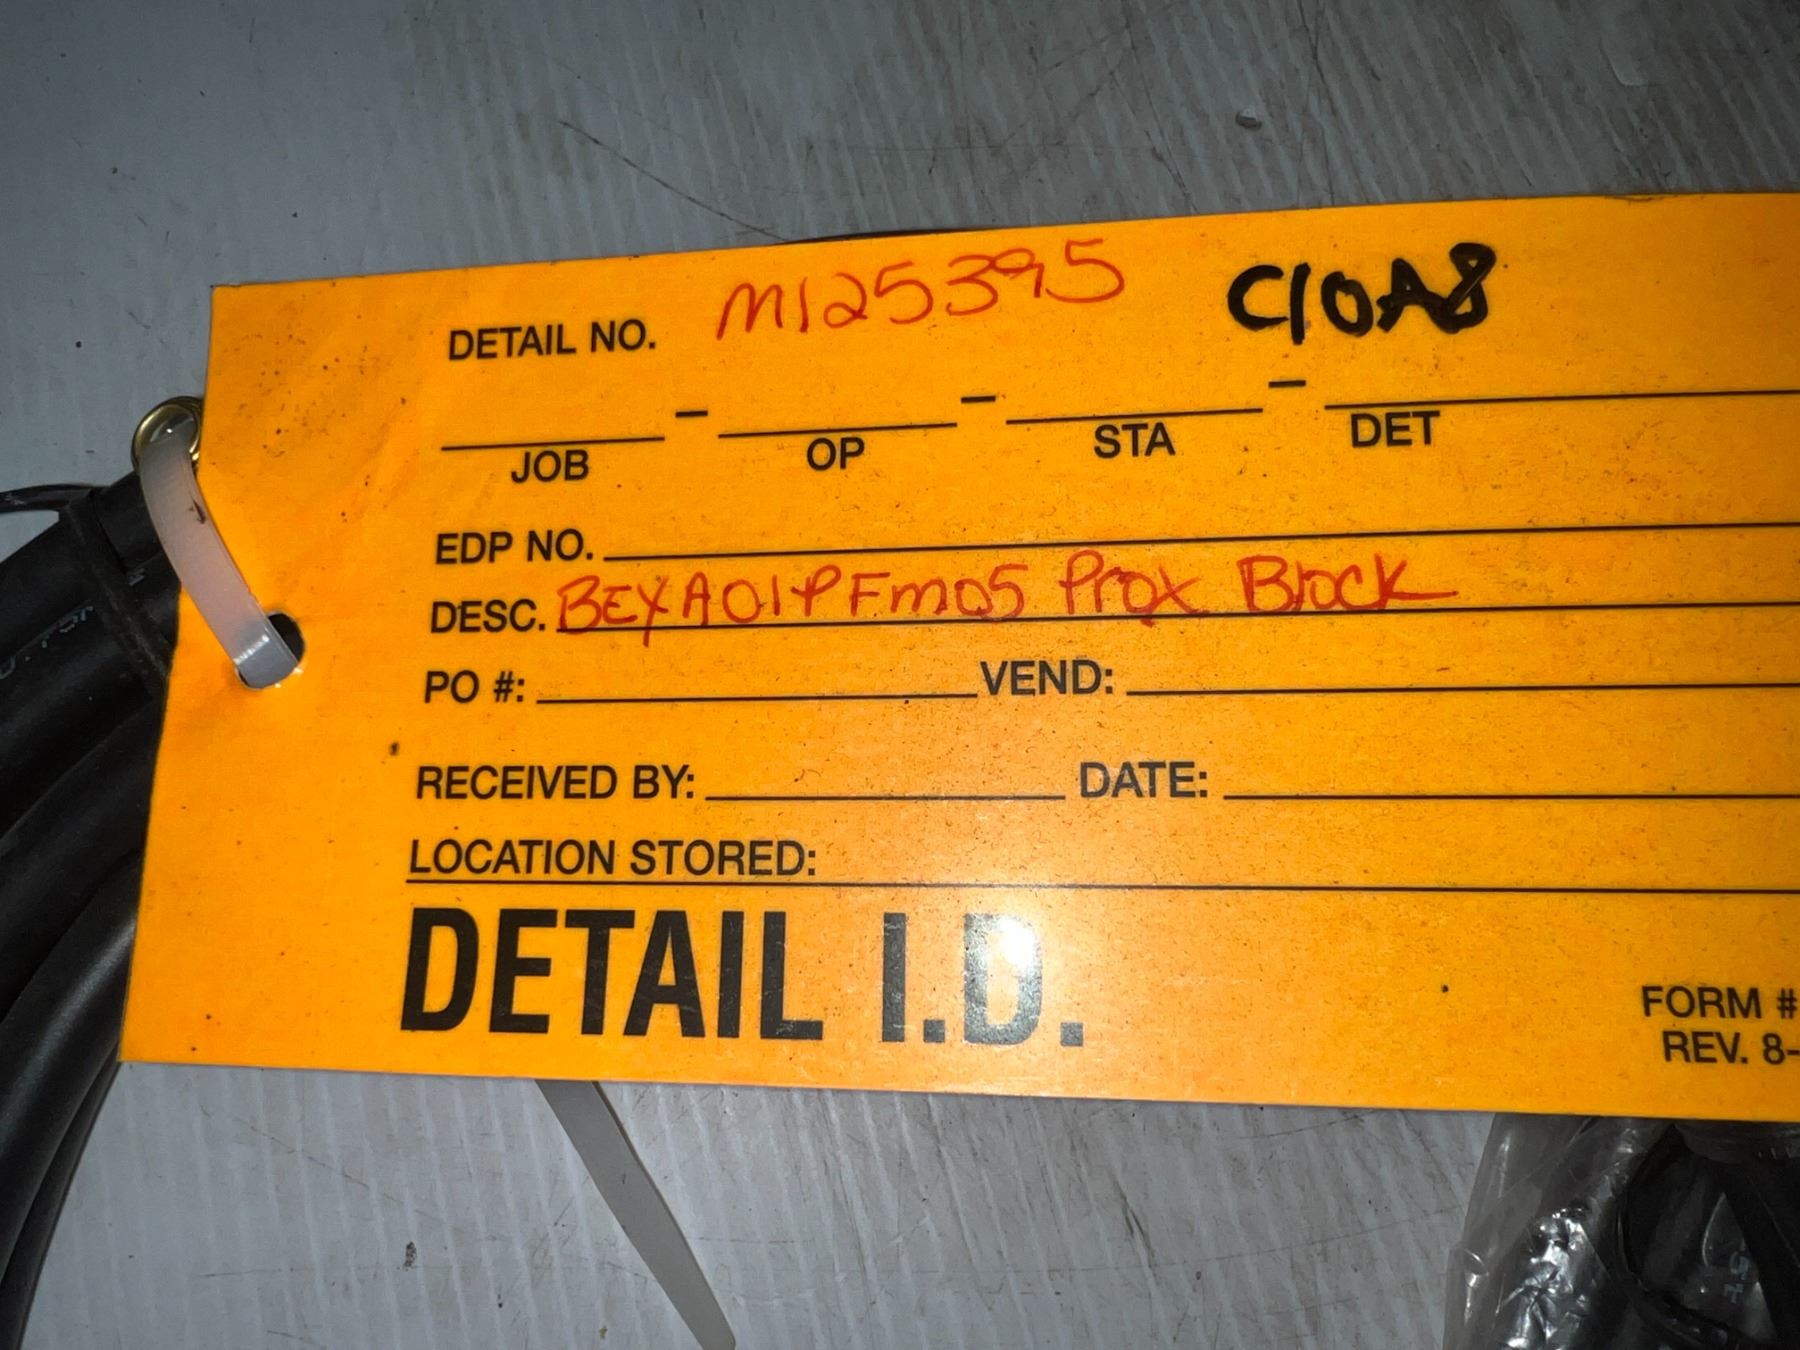 DETAIL NO. M125395 C10A8
JOB - OP - STA - DET
EDP NO.
DESC. BEXA01PFM05 Prox Block
PO #: VEND:
RECEIVED BY: DATE:
LOCATION STORED:
DETAIL I.D.
FORM #
REV. 8-